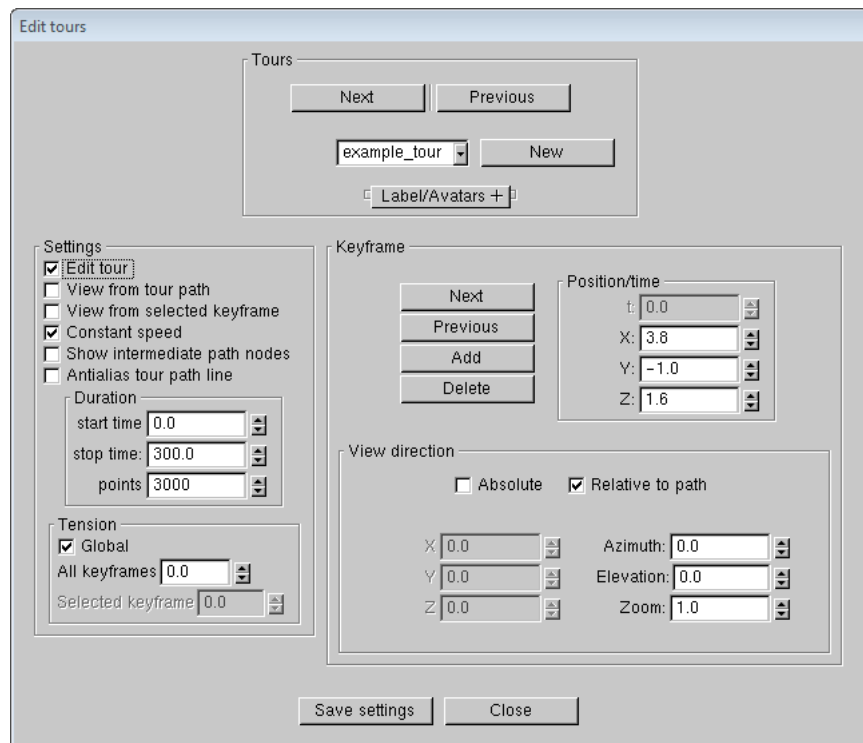 Edit tours
Tours
Next
Previous
example_tour
New
Label/Avatars +
Settings
Edit tour
View from tour path
View from selected keyframe
Constant speed
Show intermediate path nodes
Antialias tour path line
Duration
start time 0.0
stop time: 300.0
points 3000
Tension
Global
All keyframes 0.0
Selected keyframe 0.0
Keyframe
Next
Previous
Add
Delete
Position/time
t: 0.0
X: 3.8
Y: −1.0
Z: 1.6
View direction
Absolute
Relative to path
X 0.0
Y 0.0
Z 0.0
Azimuth: 0.0
Elevation: 0.0
Zoom: 1.0
Save settings
Close